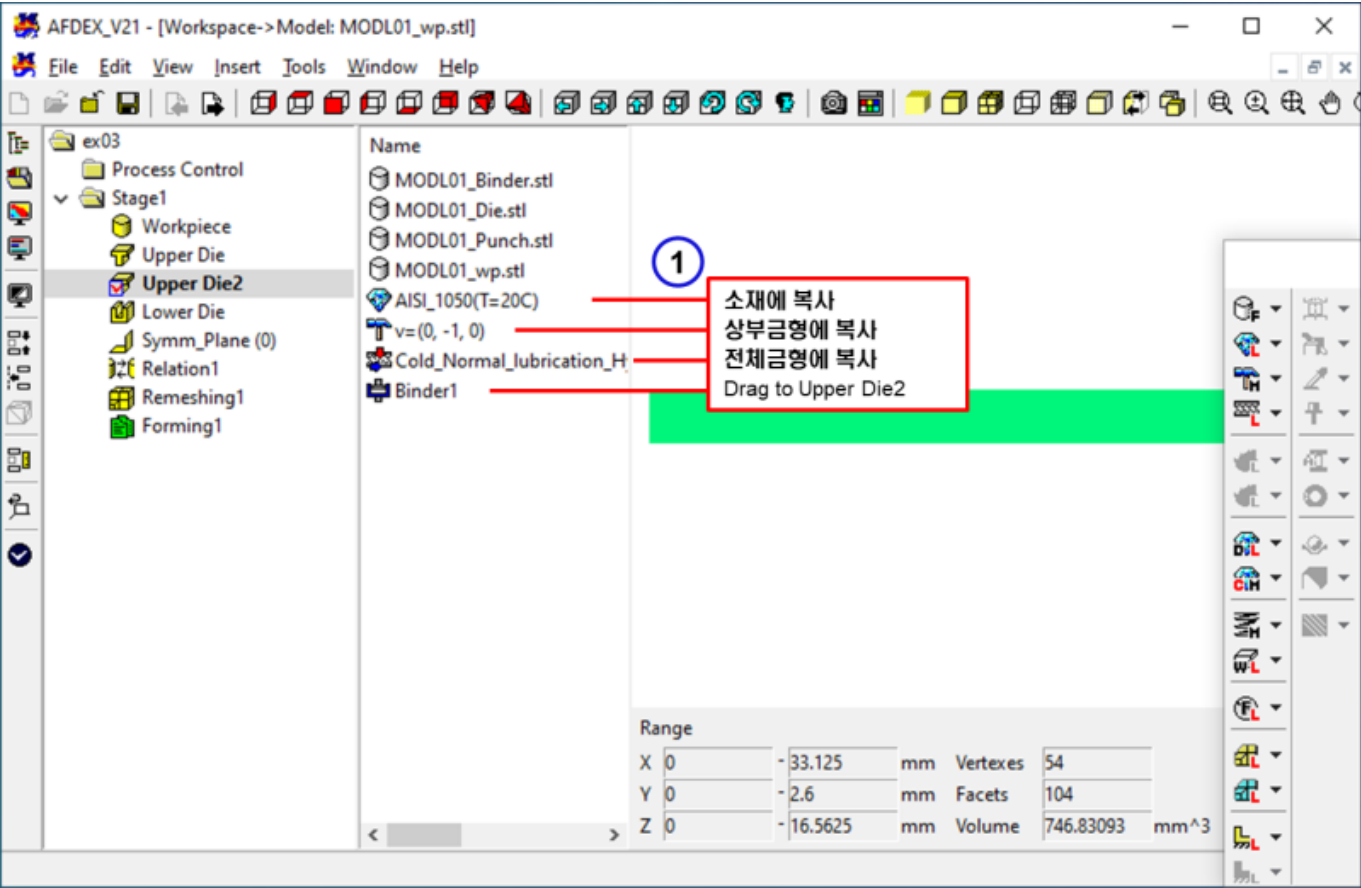 AFDEX_V21 - [Workspace->Model: MODL01_wp.stl]
File Edit View Insert Tools Window Help
ex03
Process Control
Stage1
Workpiece
Upper Die
Upper Die2
Lower Die
Symm_Plane (0)
Relation1
Remeshing1
Forming1
Name
MODL01_Binder.stl
MODL01_Die.stl
MODL01_Punch.stl
MODL01_wp.stl
AISI_1050(T=20C)
v=(0, -1, 0)
Cold_Normal_lubrication_H
Binder1
1
소재에 복사
상부금형에 복사
전체금형에 복사
Drag to Upper Die2
Range
X 0 - 33.125 mm Vertexes 54
Y 0 - 2.6 mm Facets 104
Z 0 - 16.5625 mm Volume 746.83093 mm^3